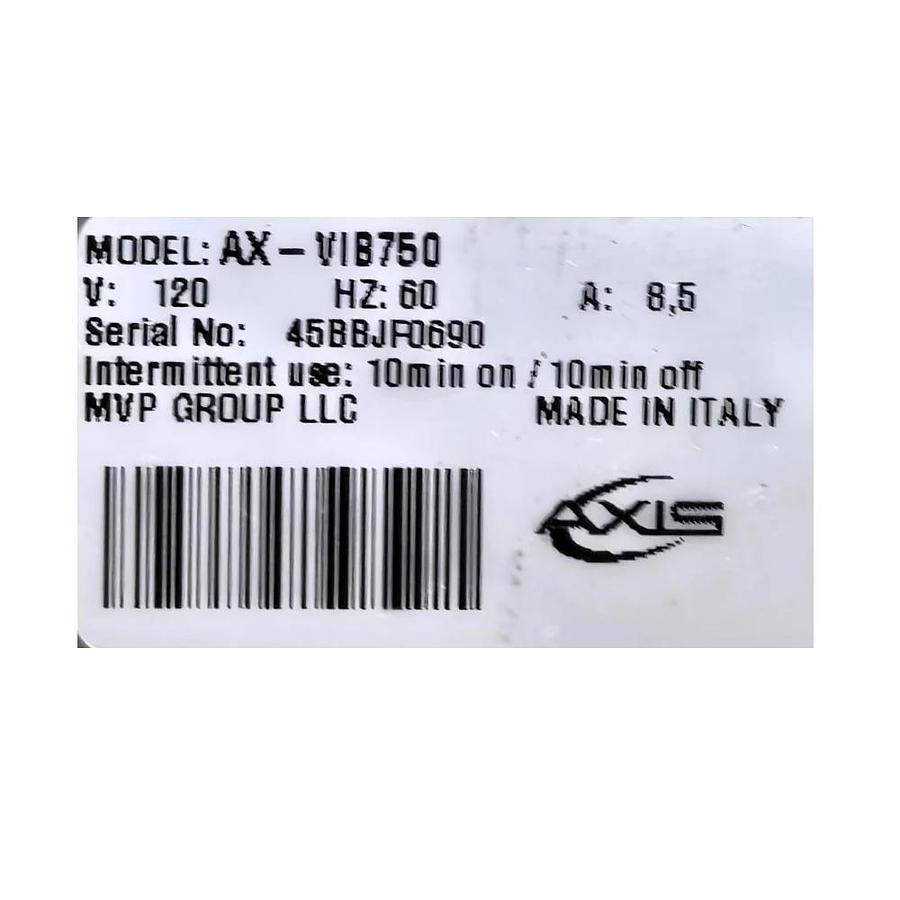 MODEL: AX-VIB750
V: 120 HZ: 60 A: 8,5
Serial No: 45BBJF0690
Intermittent use: 10min on / 10min off
MVP GROUP LLC MADE IN ITALY
AXIS